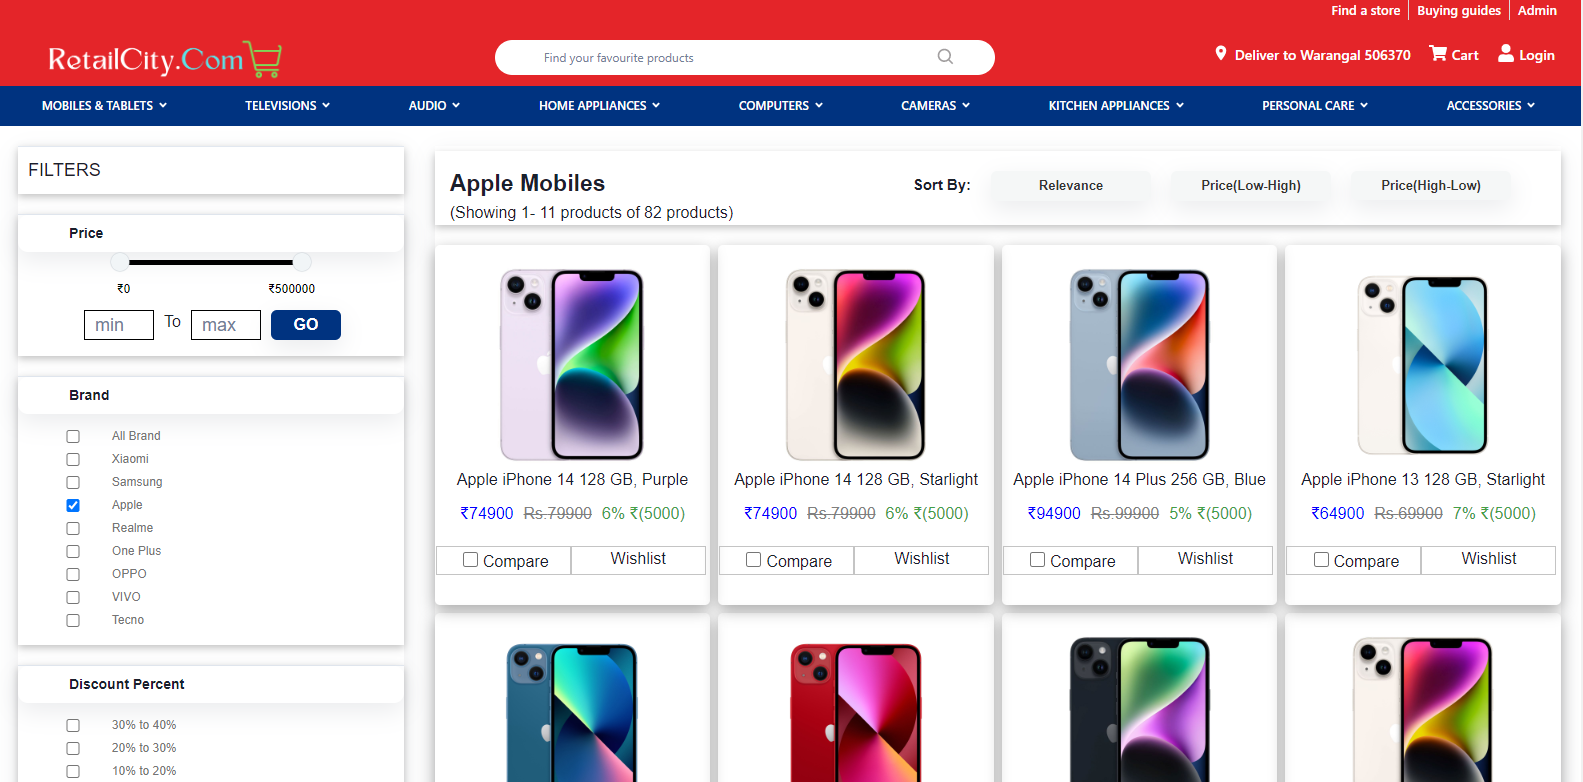 Find a store
Buying guides
Admin
RetailCity.Com
Find your favourite products
Deliver to Warangal 506370
Cart
Login
MOBILES & TABLETS
TELEVISIONS
AUDIO
HOME APPLIANCES
COMPUTERS
CAMERAS
KITCHEN APPLIANCES
PERSONAL CARE
ACCESSORIES
FILTERS
Price
₹0
₹500000
min
To
max
GO
Brand
All Brand
Xiaomi
Samsung
Apple
Realme
One Plus
OPPO
VIVO
Tecno
Discount Percent
30% to 40%
20% to 30%
10% to 20%
Apple Mobiles
(Showing 1- 11 products of 82 products)
Sort By:
Relevance
Price(Low-High)
Price(High-Low)
Apple iPhone 14 128 GB, Purple
₹74900 Rs.79900 6% ₹(5000)
Compare
Wishlist
Apple iPhone 14 128 GB, Starlight
₹74900 Rs.79900 6% ₹(5000)
Compare
Wishlist
Apple iPhone 14 Plus 256 GB, Blue
₹94900 Rs.99900 5% ₹(5000)
Compare
Wishlist
Apple iPhone 13 128 GB, Starlight
₹64900 Rs.69900 7% ₹(5000)
Compare
Wishlist